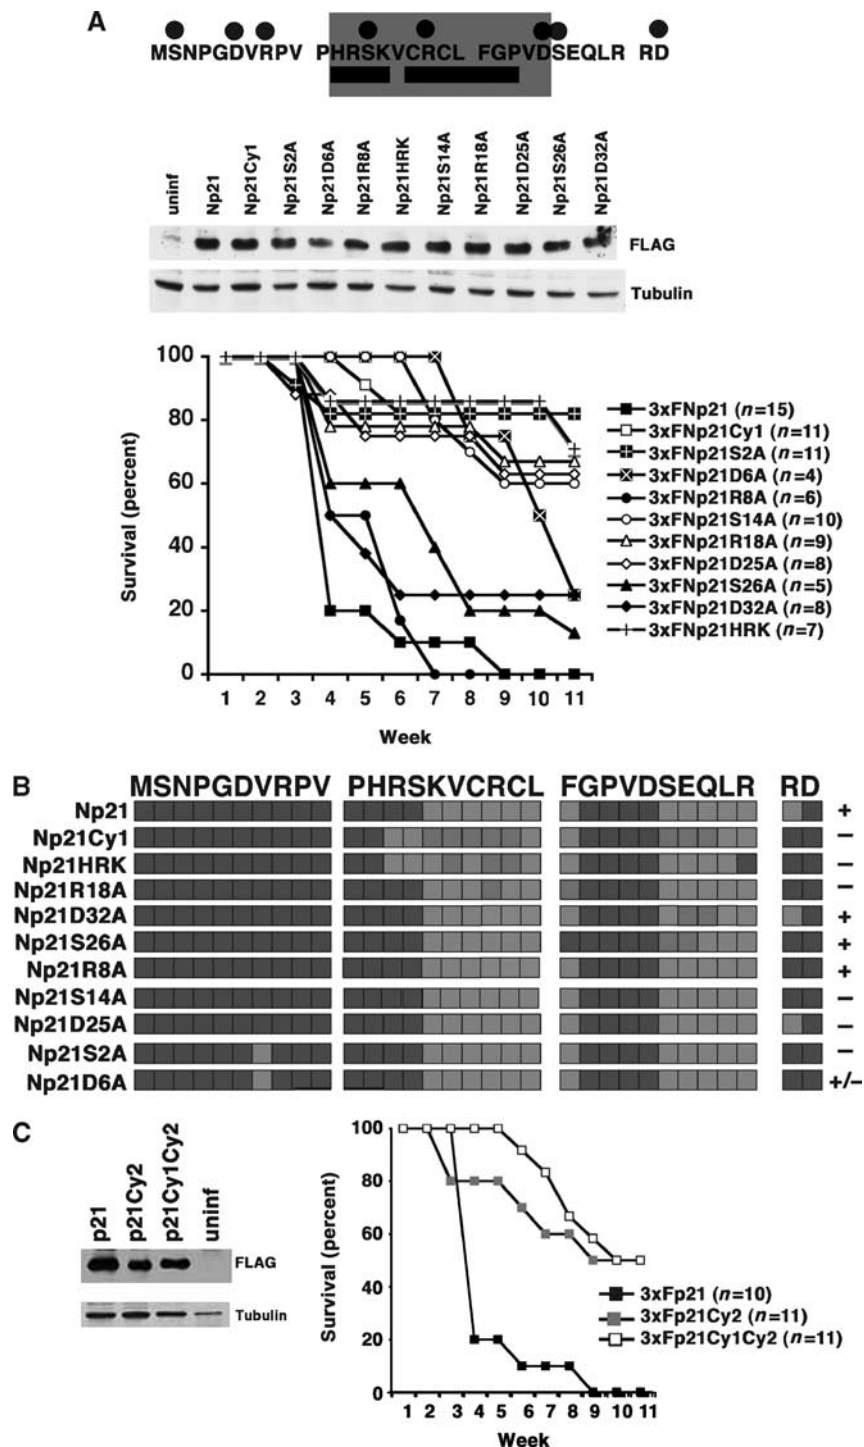 A
MSNPGDVRPV PHRSKVCRCL FGPVDSEQLR RD
uninf
Np21
Np21Cy1
Np21S2A
Np21D6A
Np21R8A
Np21HRK
Np21S14A
Np21R18A
Np21D25A
Np21S26A
Np21D32A
FLAG
Tubulin
Survival (percent)
100
80
60
40
20
0
1 2 3 4 5 6 7 8 9 10 11
Week
3xFNp21 (n=15)
3xFNp21Cy1 (n=11)
3xFNp21S2A (n=11)
3xFNp21D6A (n=4)
3xFNp21R8A (n=6)
3xFNp21S14A (n=10)
3xFNp21R18A (n=9)
3xFNp21D25A (n=8)
3xFNp21S26A (n=5)
3xFNp21D32A (n=8)
3xFNp21HRK (n=7)
B
MSNPGDVRPV PHRSKVCRCL FGPVDSEQLR RD
Np21 +
Np21Cy1 −
Np21HRK −
Np21R18A −
Np21D32A +
Np21S26A +
Np21R8A +
Np21S14A −
Np21D25A −
Np21S2A −
Np21D6A +/−
C
p21
p21Cy2
p21Cy1Cy2
uninf
FLAG
Tubulin
Survival (percent)
100
80
60
40
20
0
1 2 3 4 5 6 7 8 9 10 11
Week
3xFp21 (n=10)
3xFp21Cy2 (n=11)
3xFp21Cy1Cy2 (n=11)